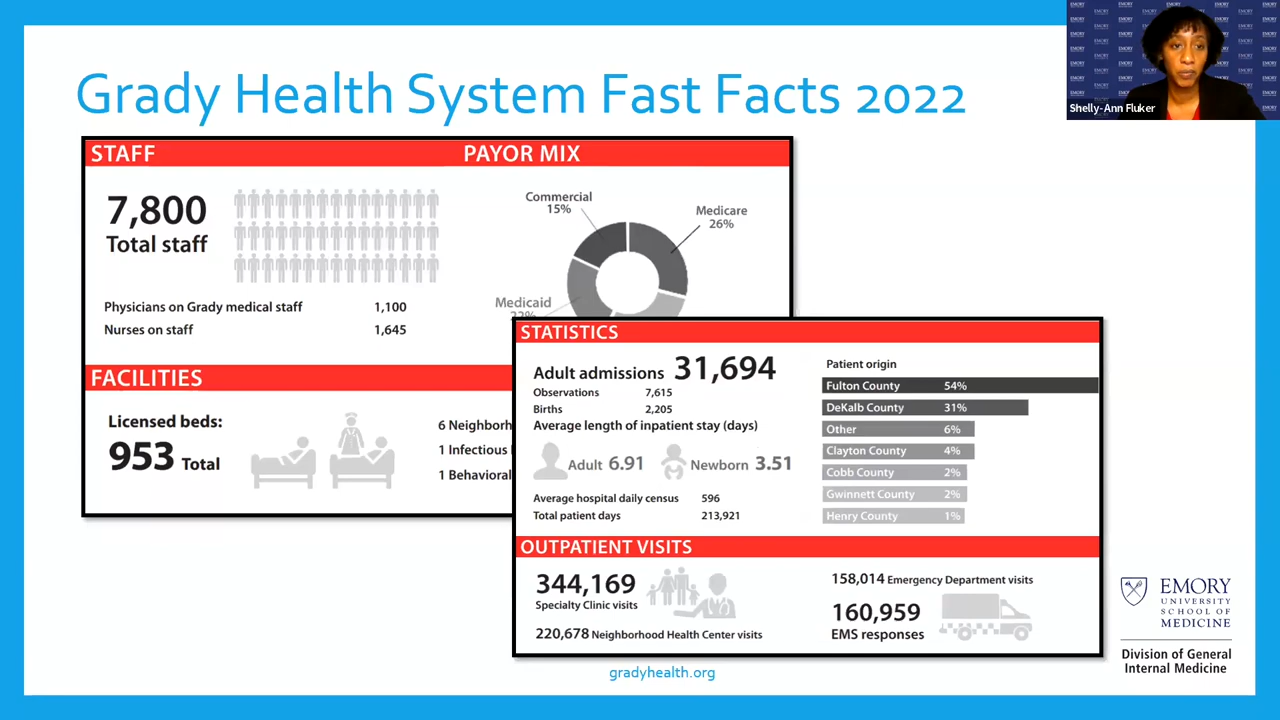 Grady Health System Fast Facts 2022
Shelly-Ann Fluker
STAFF
7,800
Total staff
Physicians on Grady medical staff 1,100
Nurses on staff 1,645
PAYOR MIX
Commercial
15%
Medicare
26%
Medicaid
FACILITIES
Licensed beds:
953 Total
6 Neighborh
1 Infectious
1 Behavioral
STATISTICS
Adult admissions 31,694
Observations 7,615
Births 2,205
Average length of inpatient stay (days)
Adult 6.91 Newborn 3.51
Average hospital daily census 596
Total patient days 213,921
Patient origin
Fulton County 54%
DeKalb County 31%
Other 6%
Clayton County 4%
Cobb County 2%
Gwinnett County 2%
Henry County 1%
OUTPATIENT VISITS
344,169
Specialty Clinic visits
220,678 Neighborhood Health Center visits
158,014 Emergency Department visits
160,959
EMS responses
gradyhealth.org
EMORY
UNIVERSITY
SCHOOL OF
MEDICINE
Division of General
Internal Medicine